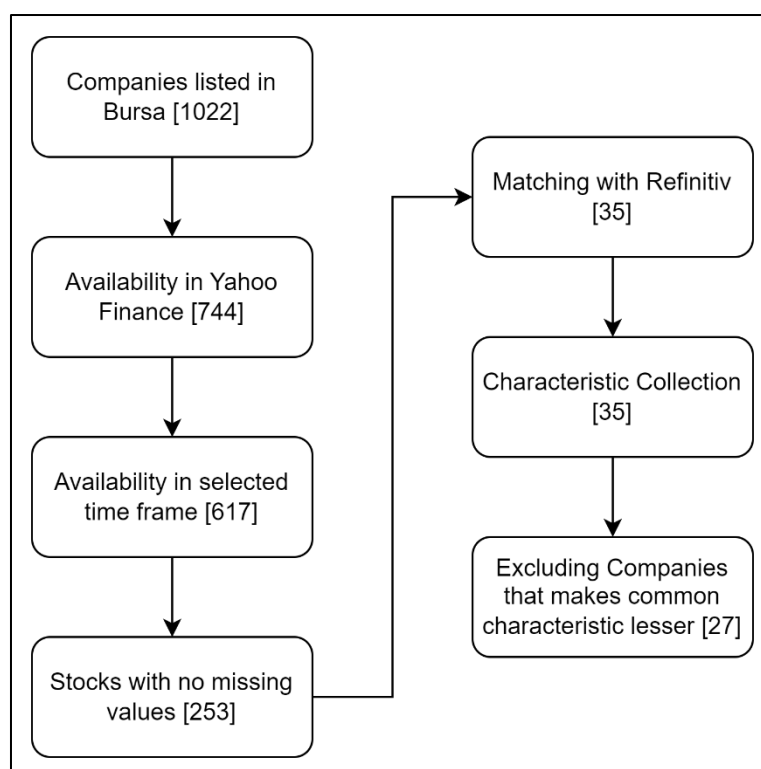 Companies listed in
Bursa [1022]
Availability in Yahoo
Finance [744]
Availability in selected
time frame [617]
Stocks with no missing
values [253]
Matching with Refinitiv
[35]
Characteristic Collection
[35]
Excluding Companies
that makes common
characteristic lesser [27]